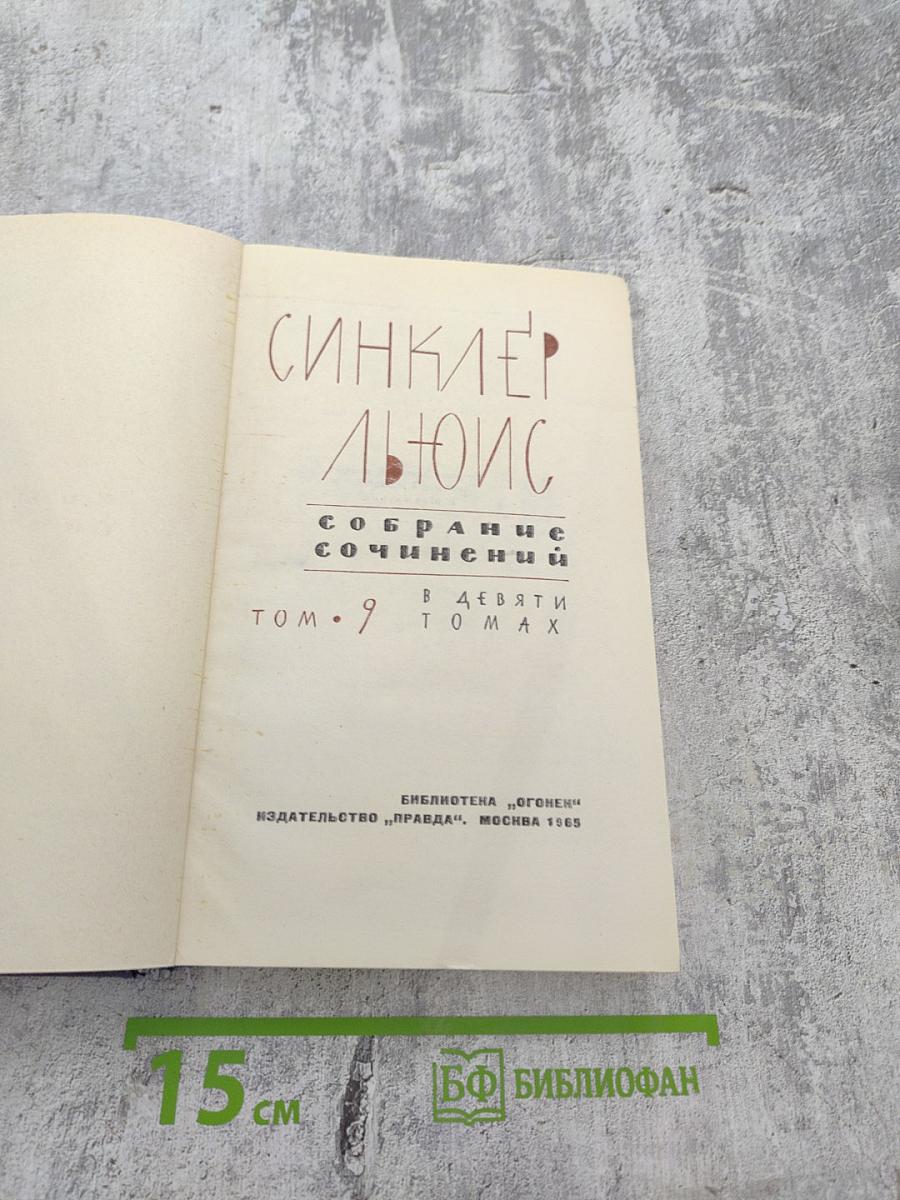 СИНКЛЕР
ЛЬЮИС
СОБРАНИЕ
СОЧИНЕНИЙ
ТОМ • 9
В ДЕВЯТИ
ТОМАХ
БИБЛИОТЕКА „ОГОНЕК“
ИЗДАТЕЛЬСТВО „ПРАВДА“. МОСКВА 1965
15 см
БФ БИБЛИОФАН